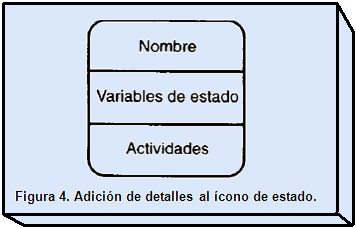 Nombre
Variables de estado
Actividades
Figura 4. Adición de detalles al ícono de estado.